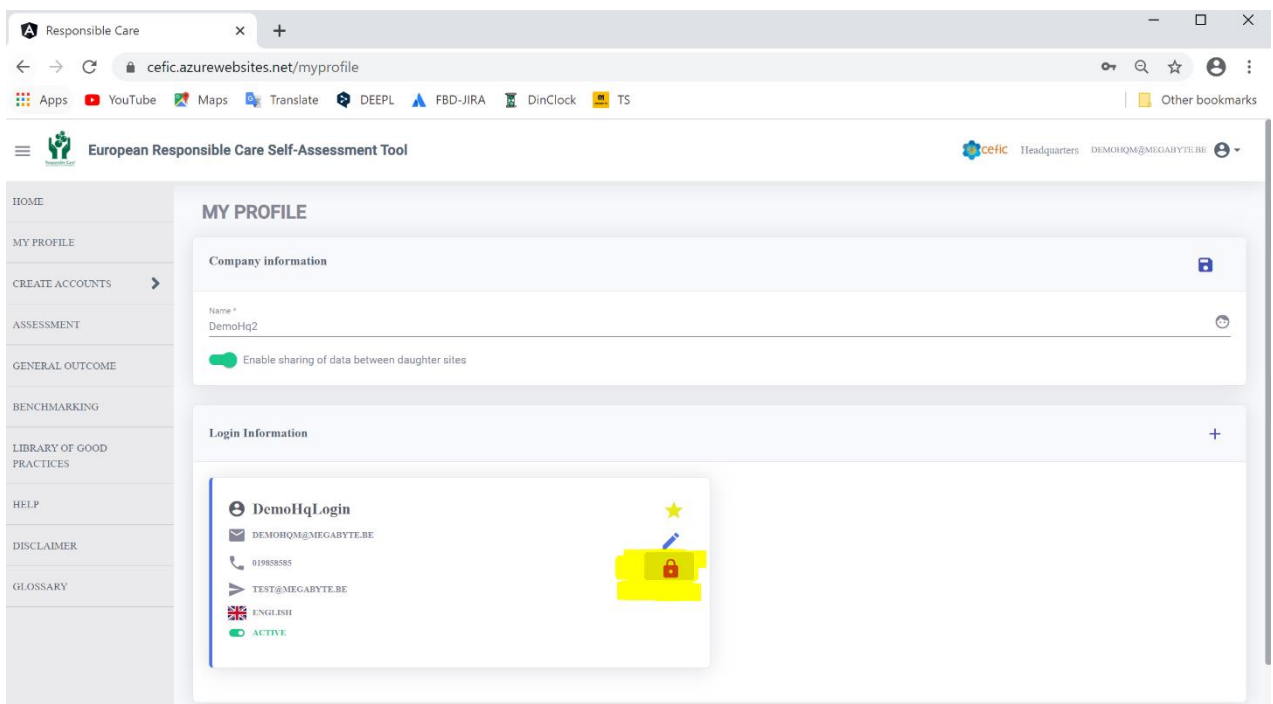 Responsible Care
cefic.azurewebsites.net/myprofile
Apps YouTube Maps Translate DEEPL FBD-JIRA DinClock TS Other bookmarks
European Responsible Care Self-Assessment Tool
cefic Headquarters DEMOHQM@MEGABYTE.BE
HOME
MY PROFILE
CREATE ACCOUNTS
ASSESSMENT
GENERAL OUTCOME
BENCHMARKING
LIBRARY OF GOOD
PRACTICES
HELP
DISCLAIMER
GLOSSARY
MY PROFILE
Company information
Name *
DemoHq2
Enable sharing of data between daughter sites
Login Information
DemoHqLogin
DEMOHQM@MEGABYTE.BE
019858585
TEST@MEGABYTE.BE
ENGLISH
ACTIVE